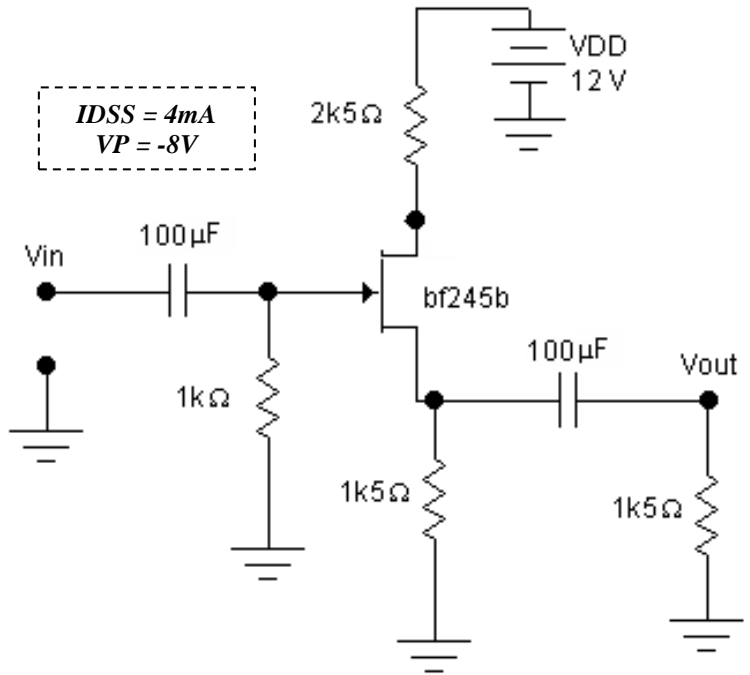 VDD
12 V
IDSS = 4mA
VP = -8V
2k5Ω
100µF
Vin
bf245b
100µF
Vout
1kΩ
1k5Ω
1k5Ω